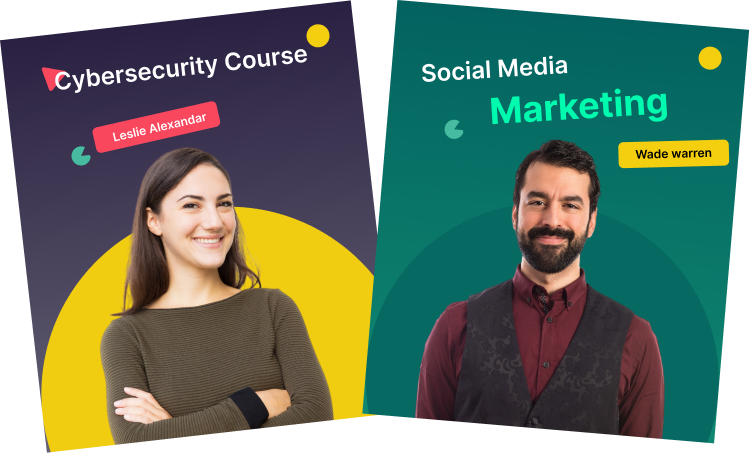 Cybersecurity Course
Leslie Alexandar
Social Media
Marketing
Wade warren